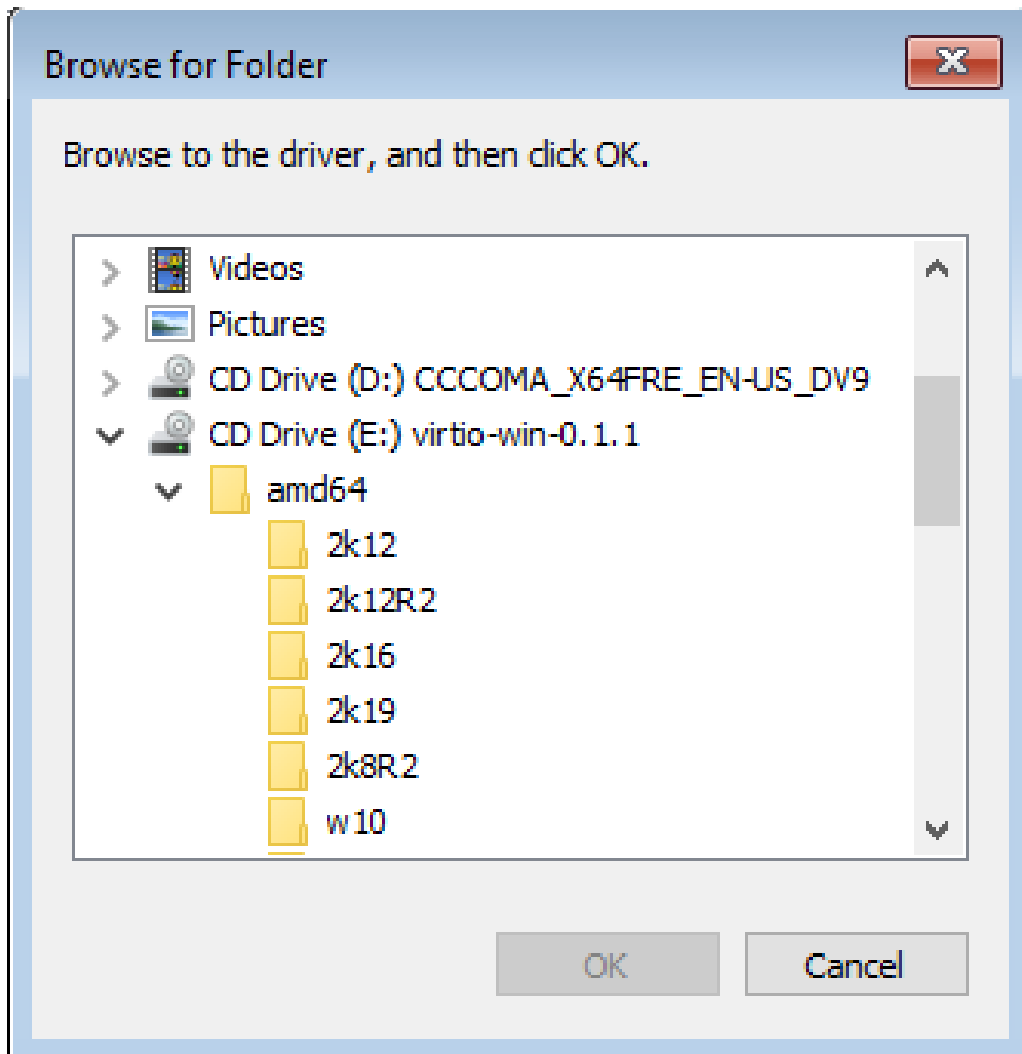 Browse for Folder
Browse to the driver, and then click OK.
Videos
Pictures
CD Drive (D:) CCCOMA_X64FRE_EN-US_DV9
CD Drive (E:) virtio-win-0.1.1
amd64
2k12
2k12R2
2k16
2k19
2k8R2
w10
OK
Cancel